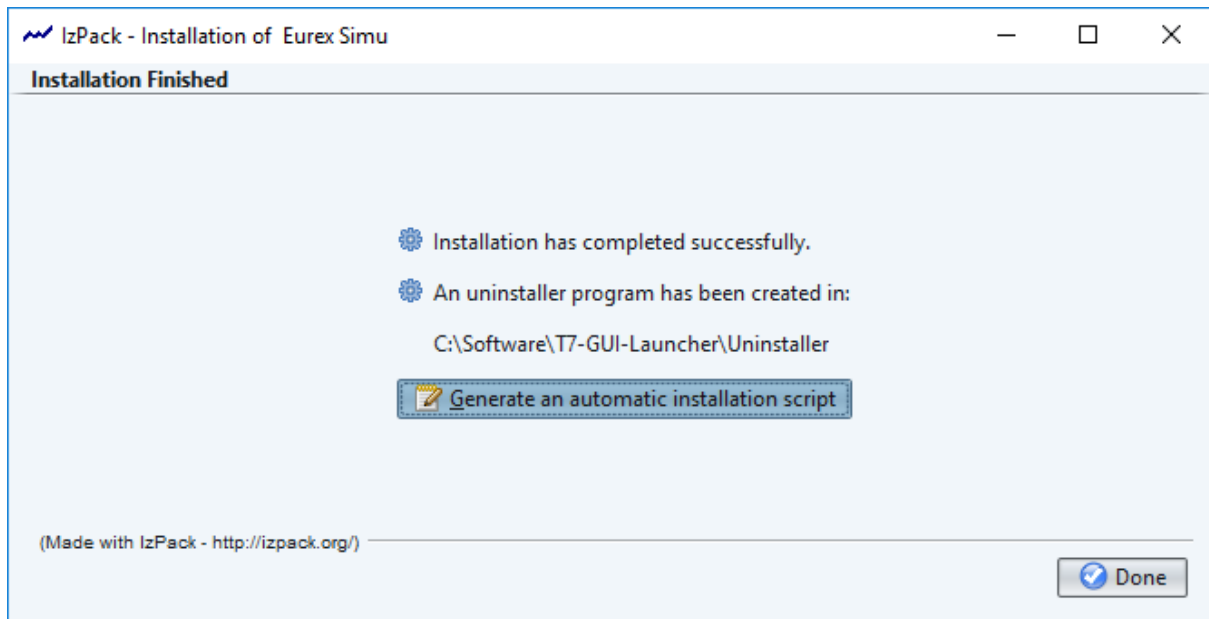 IzPack - Installation of Eurex Simu
Installation Finished
Installation has completed successfully.
An uninstaller program has been created in:
C:\Software\T7-GUI-Launcher\Uninstaller
Generate an automatic installation script
(Made with IzPack - http://izpack.org/)
Done